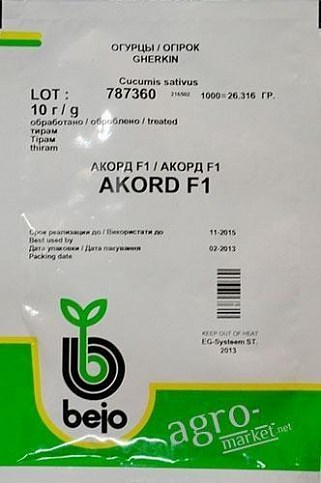 ОГУРЦЫ / ОГІРОК
GHERKIN
Cucumis sativus
LOT : 787360 1000= 26,316 ГР.
10 г / g
обработано / оброблено / treated
тирам
Тірам
thiram
АКОРД F1 / АКОРД F1
AKORD F1
Срок реализации до / Використати до 11-2015
Best used by
Дата упаковки / Дата пакування 02-2013
Packing date
KEEP OUT OF HEAT
EG-Systeem ST.
2013
bejo
agro-
market.net